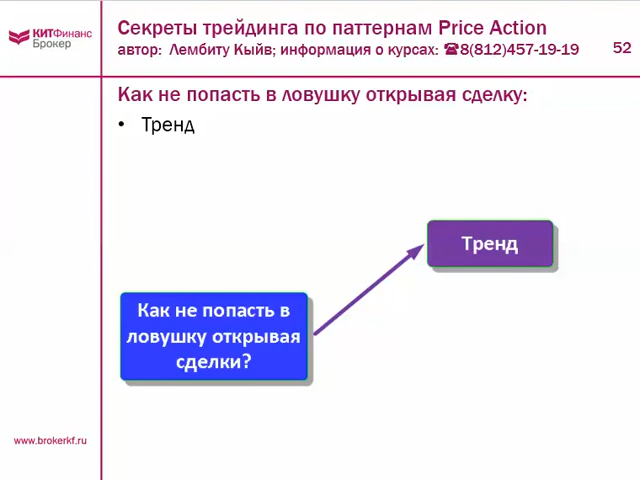 КИТФинанс
Брокер
Секреты трейдинга по паттернам Price Action
автор: Лембиту Кыйв; информация о курсах: ☎8(812)457-19-19
52
Как не попасть в ловушку открывая сделку:
• Тренд
Тренд
Как не попасть в
ловушку открывая
сделки?
www.brokerkf.ru